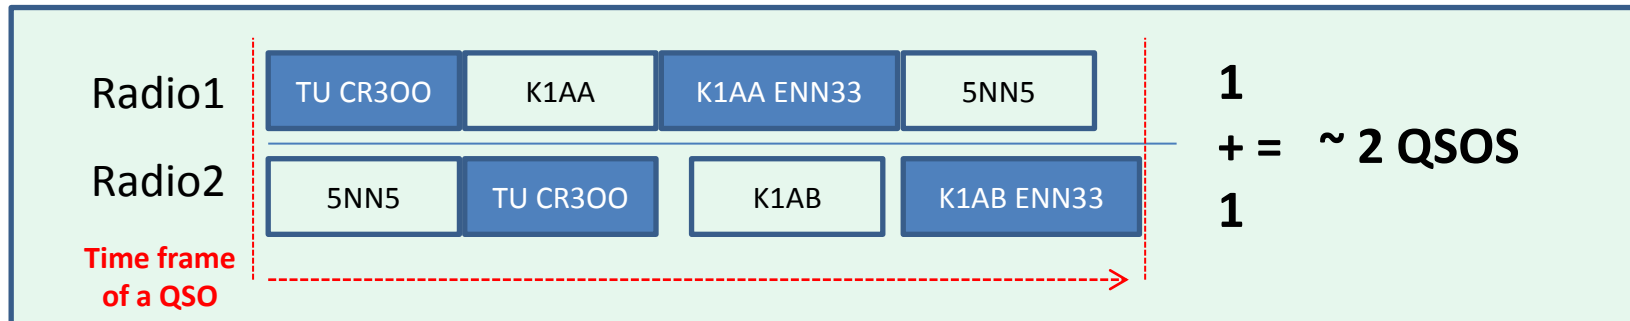 Radio1
TU CR3OO
K1AA
K1AA ENN33
5NN5
1
+ = ~ 2 QSOS
1
Radio2
5NN5
TU CR3OO
K1AB
K1AB ENN33
Time frame
of a QSO